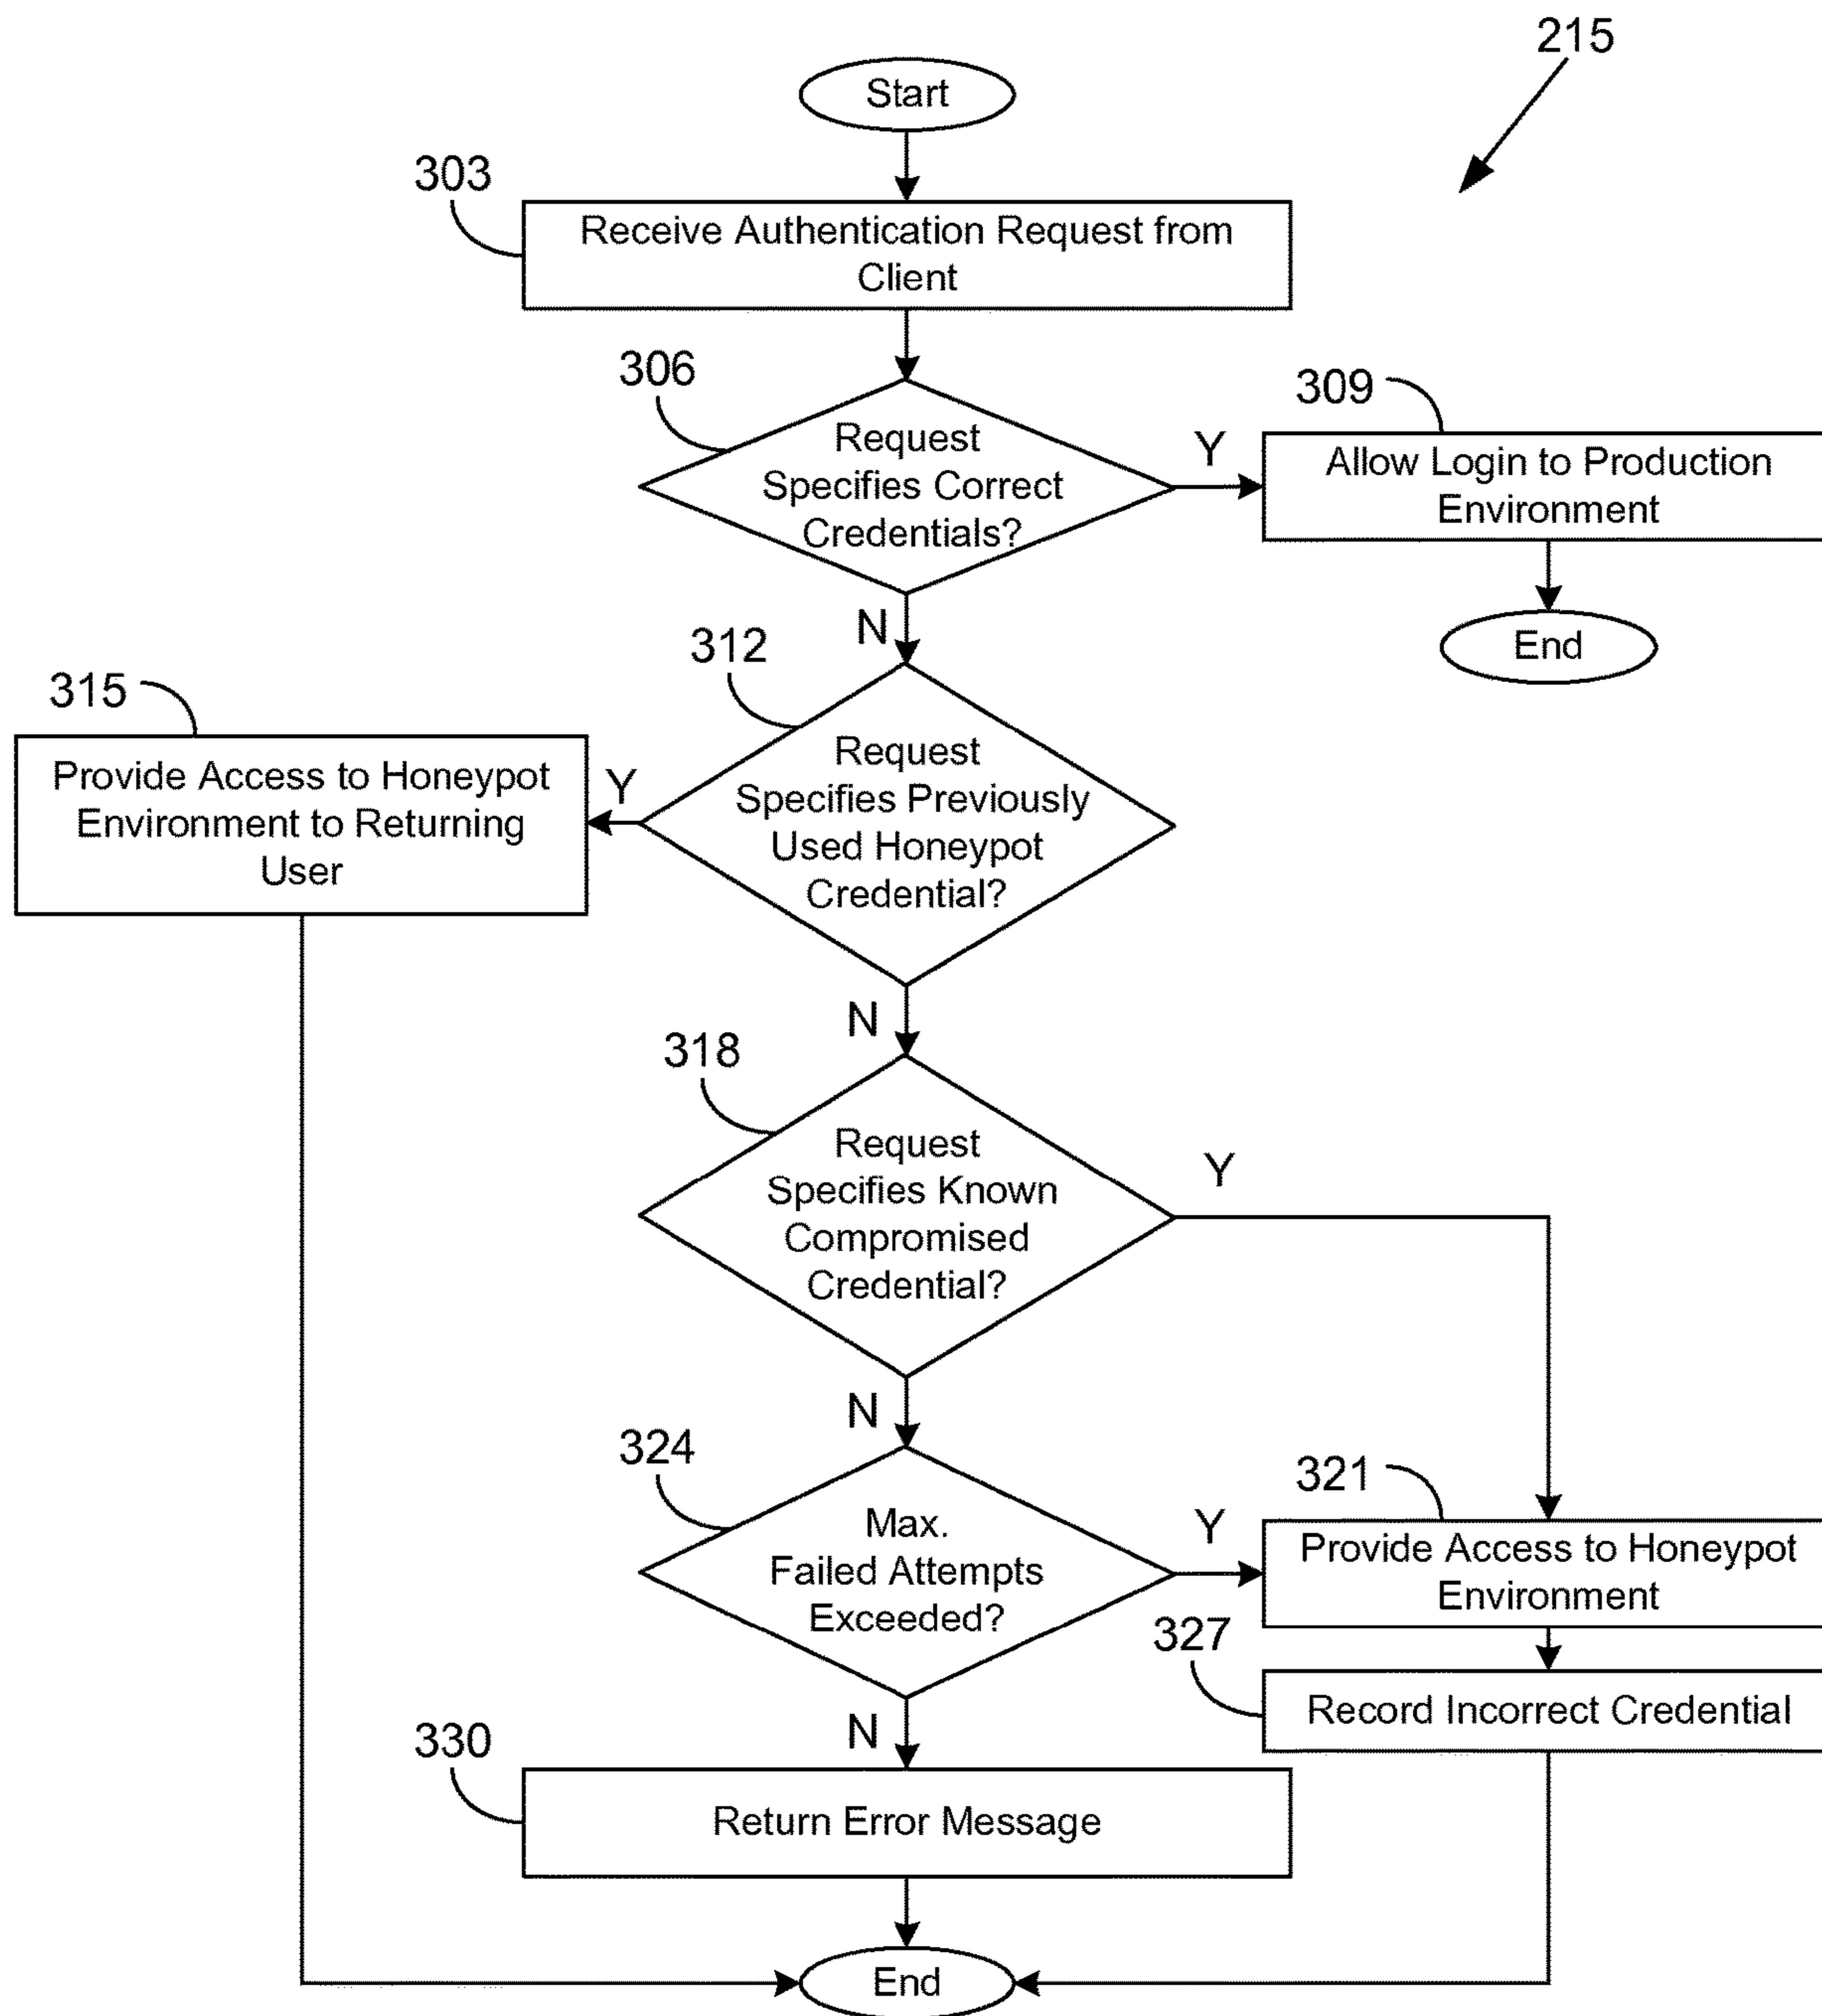 215
Start
303
Receive Authentication Request from
Client
306
Request
Specifies Correct
Credentials?
Y
309
Allow Login to Production
Environment
End
N
312
Request
Specifies Previously
Used Honeypot
Credential?
Y
315
Provide Access to Honeypot
Environment to Returning
User
N
318
Request
Specifies Known
Compromised
Credential?
Y
N
324
Max.
Failed Attempts
Exceeded?
Y
321
Provide Access to Honeypot
Environment
327
Record Incorrect Credential
N
330
Return Error Message
End